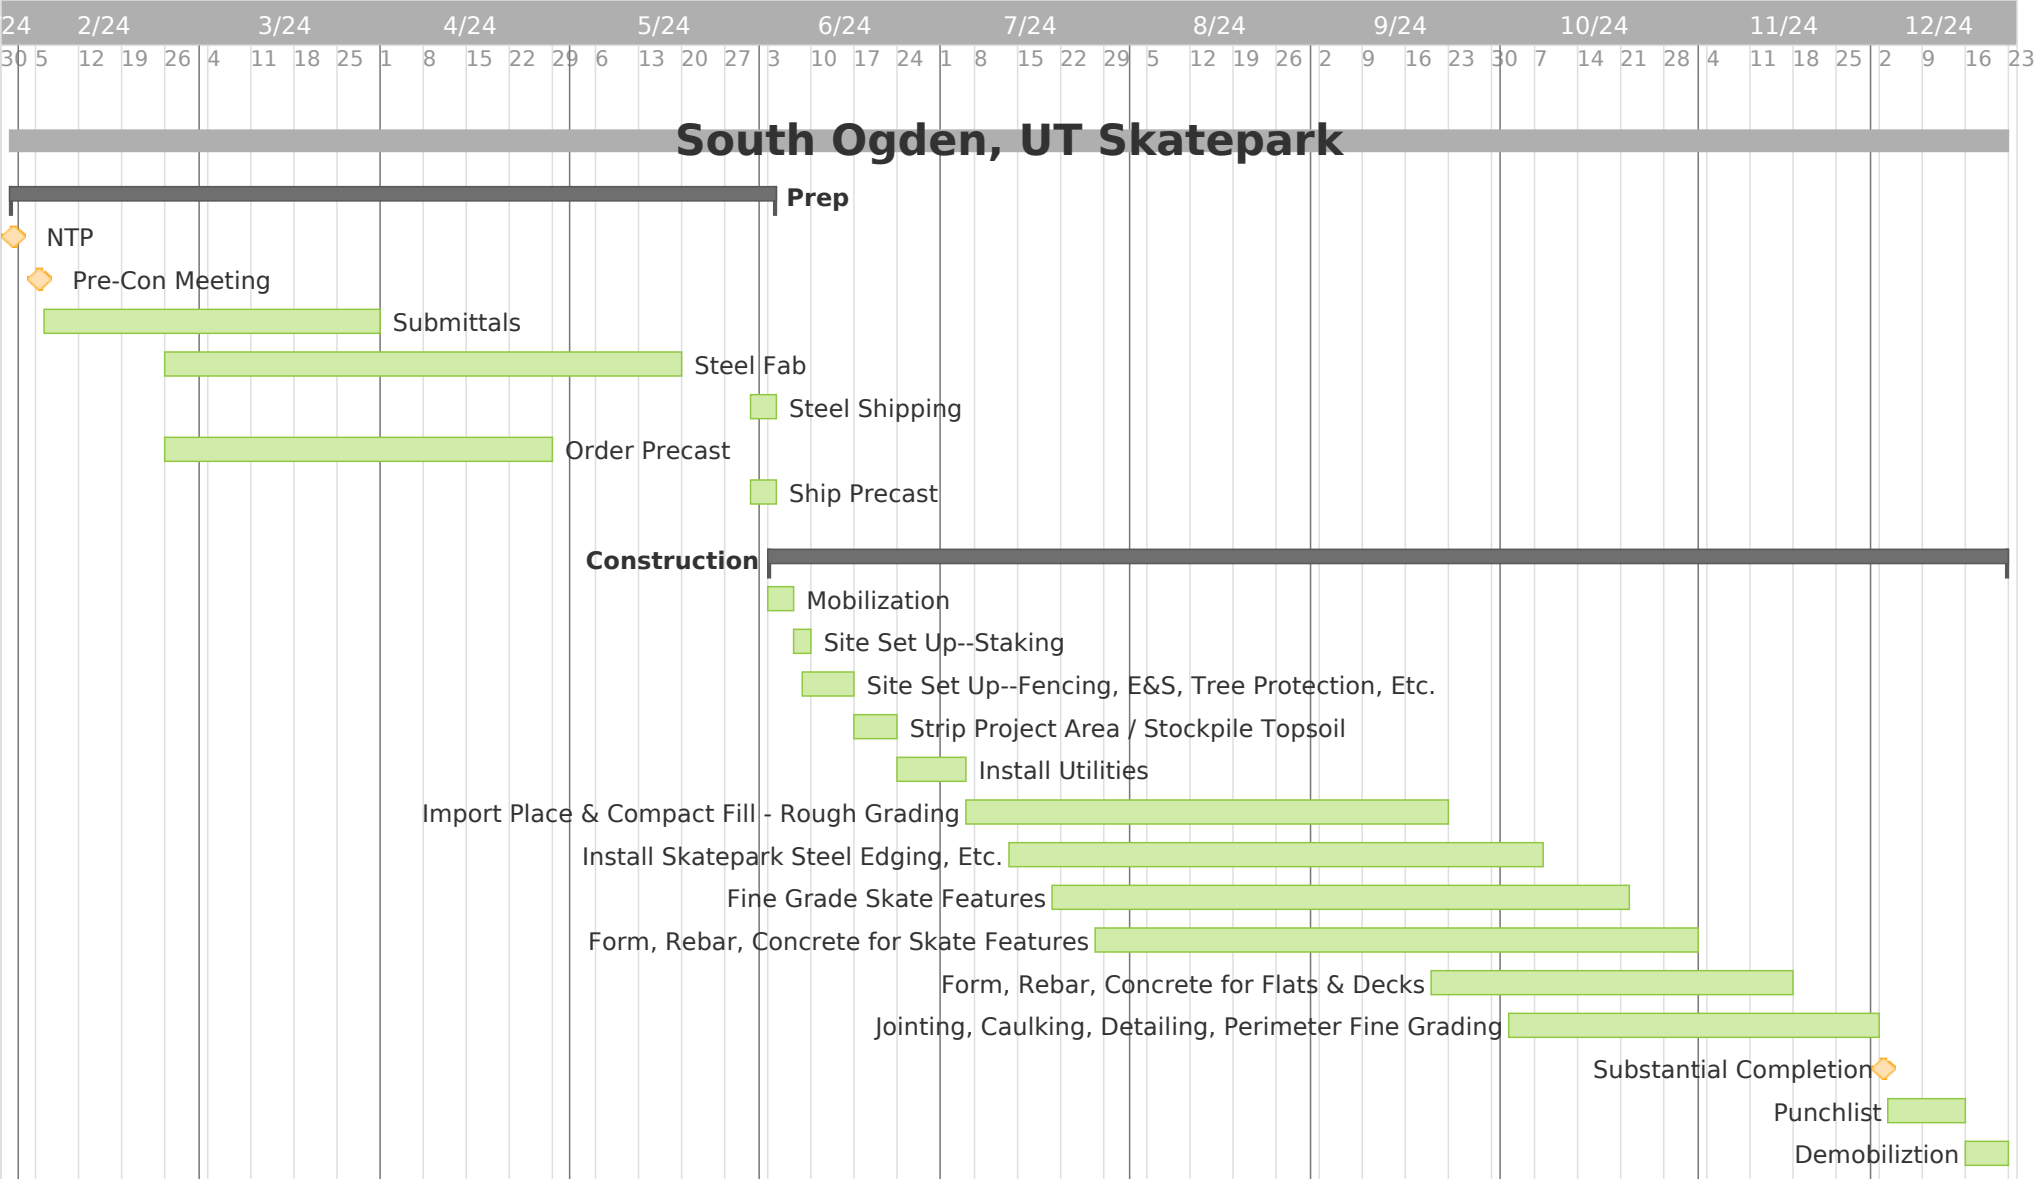 24 2/24 3/24 4/24 5/24 6/24 7/24 8/24 9/24 10/24 11/24 12/24
30 5 12 19 26 4 11 18 25 1 8 15 22 29 6 13 20 27 3 10 17 24 1 8 15 22 29 5 12 19 26 2 9 16 23 30 7 14 21 28 4 11 18 25 2 9 16 23
South Ogden, UT Skatepark
Prep
NTP
Pre-Con Meeting
Submittals
Steel Fab
Steel Shipping
Order Precast
Ship Precast
Construction
Mobilization
Site Set Up--Staking
Site Set Up--Fencing, E&S, Tree Protection, Etc.
Strip Project Area / Stockpile Topsoil
Install Utilities
Import Place & Compact Fill - Rough Grading
Install Skatepark Steel Edging, Etc.
Fine Grade Skate Features
Form, Rebar, Concrete for Skate Features
Form, Rebar, Concrete for Flats & Decks
Jointing, Caulking, Detailing, Perimeter Fine Grading
Substantial Completion
Punchlist
Demobiliztion